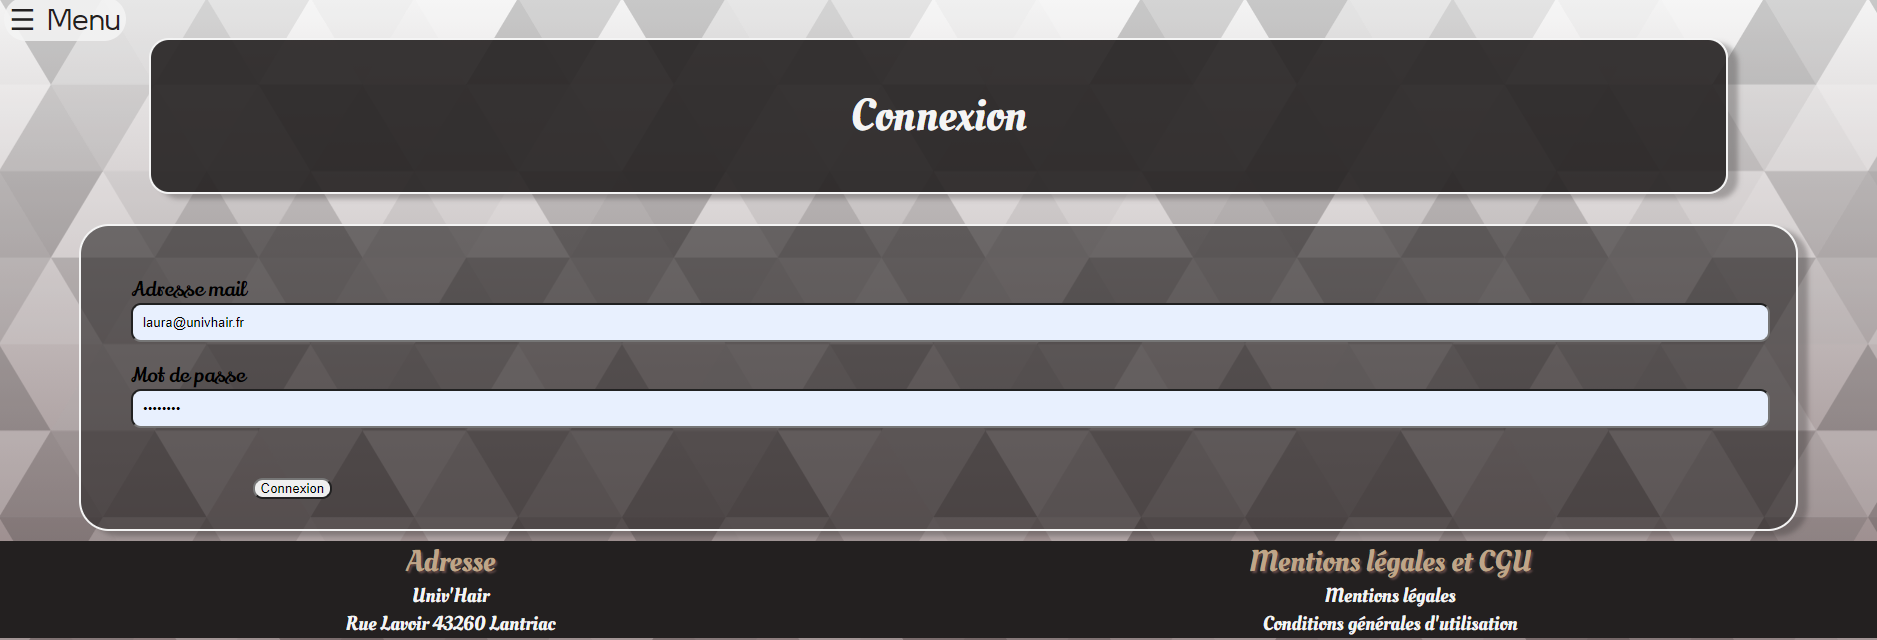 ☰ Menu
Connexion
Adresse mail
laura@univhair.fr
Mot de passe
••••••••
Connexion
Adresse
Univ'Hair
Rue Lavoir 43260 Lantriac
Mentions légales et CGU
Mentions légales
Conditions générales d'utilisation